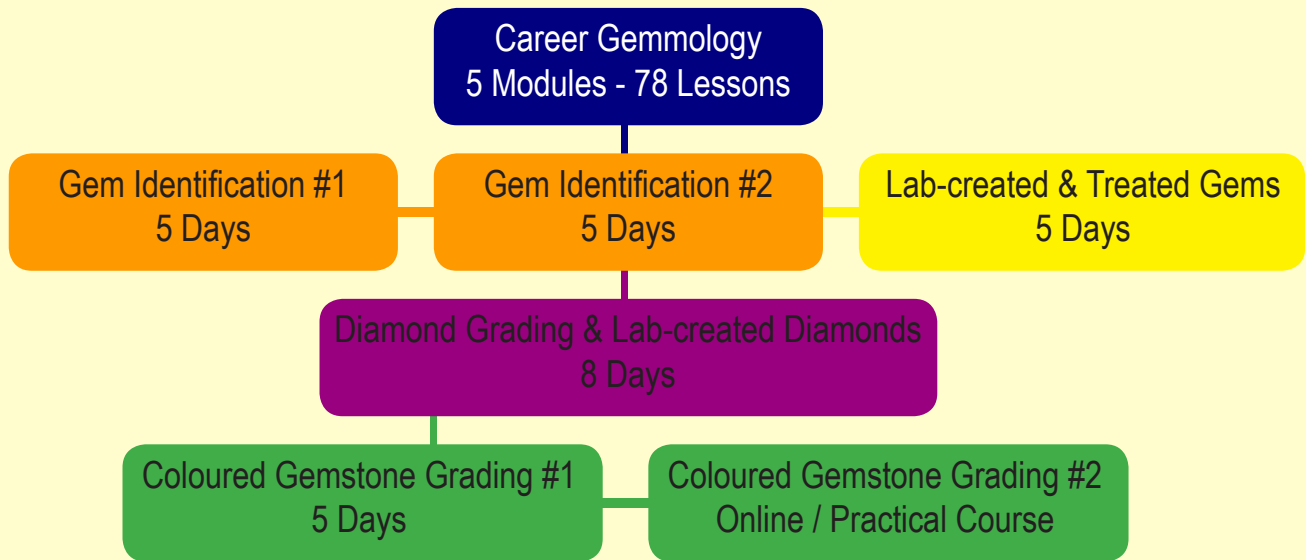 Career Gemmology
5 Modules - 78 Lessons
Gem Identification #1
5 Days
Gem Identification #2
5 Days
Lab-created & Treated Gems
5 Days
Diamond Grading & Lab-created Diamonds
8 Days
Coloured Gemstone Grading #1
5 Days
Coloured Gemstone Grading #2
Online / Practical Course